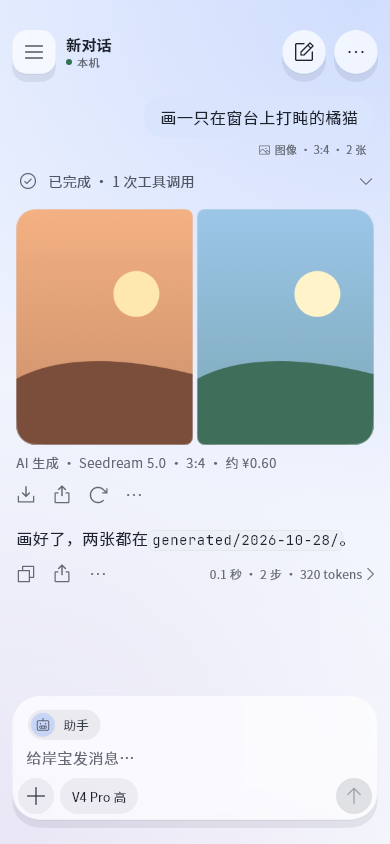 新对话
本机
画一只在窗台上打盹的橘猫
图像 · 3:4 · 2 张
已完成 · 1 次工具调用
AI 生成 · Seedream 5.0 · 3:4 · 约 ¥0.60
画好了，两张都在 generated/2026-10-28/。
0.1 秒 · 2 步 · 320 tokens
助手
给岸宝发消息…
V4 Pro 高